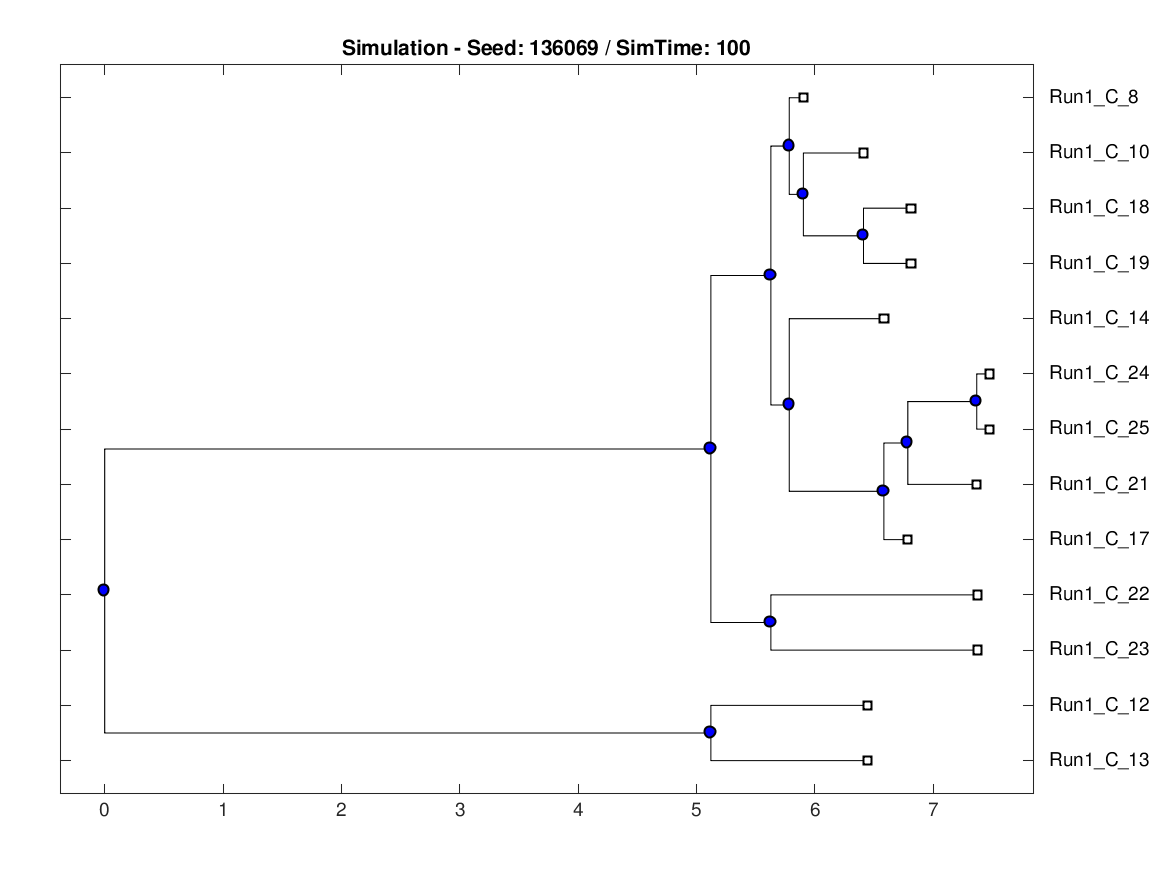 Simulation - Seed: 136069 / SimTime: 100
Run1_C_8
Run1_C_10
Run1_C_18
Run1_C_19
Run1_C_14
Run1_C_24
Run1_C_25
Run1_C_21
Run1_C_17
Run1_C_22
Run1_C_23
Run1_C_12
Run1_C_13
0 1 2 3 4 5 6 7